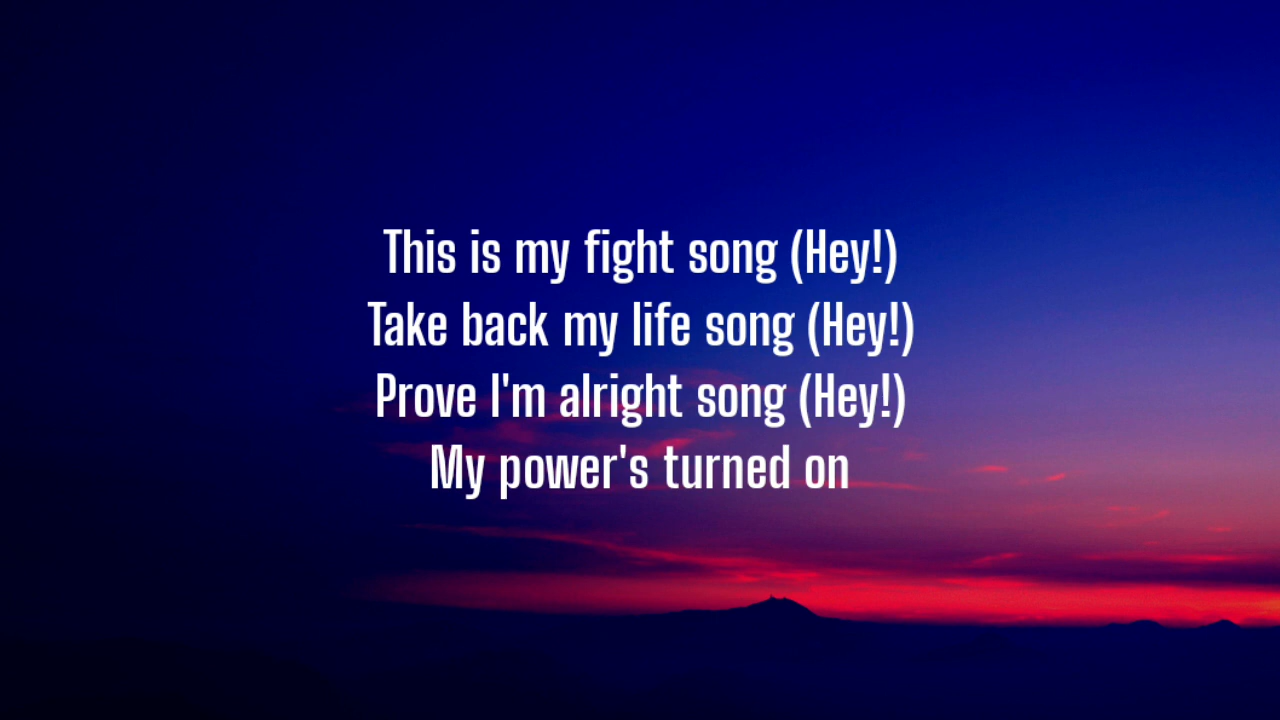 This is my fight song (Hey!)
Take back my life song (Hey!)
Prove I'm alright song (Hey!)
My power's turned on